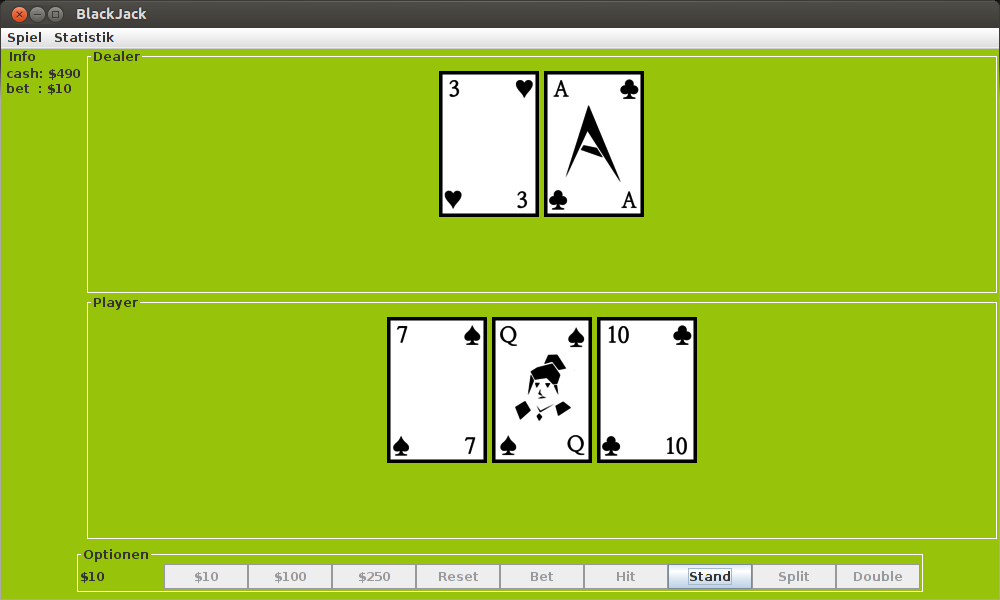 BlackJack
Spiel Statistik
Info
cash: $490
bet : $10
Dealer
3 A
3 A
Player
7 Q 10
7 Q 10
Optionen
$10 $10 $100 $250 Reset Bet Hit Stand Split Double